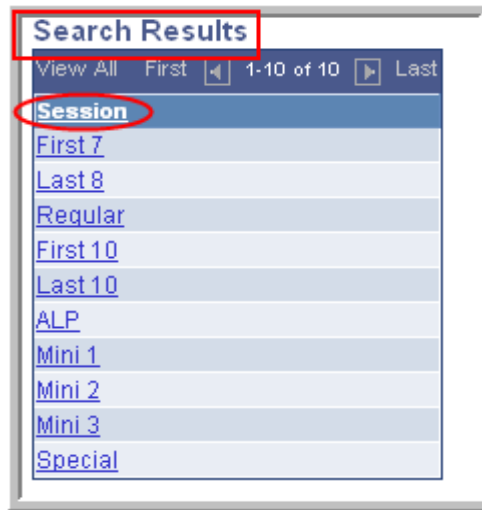 Search Results
View All First 1-10 of 10 Last
Session
First 7
Last 8
Regular
First 10
Last 10
ALP
Mini 1
Mini 2
Mini 3
Special